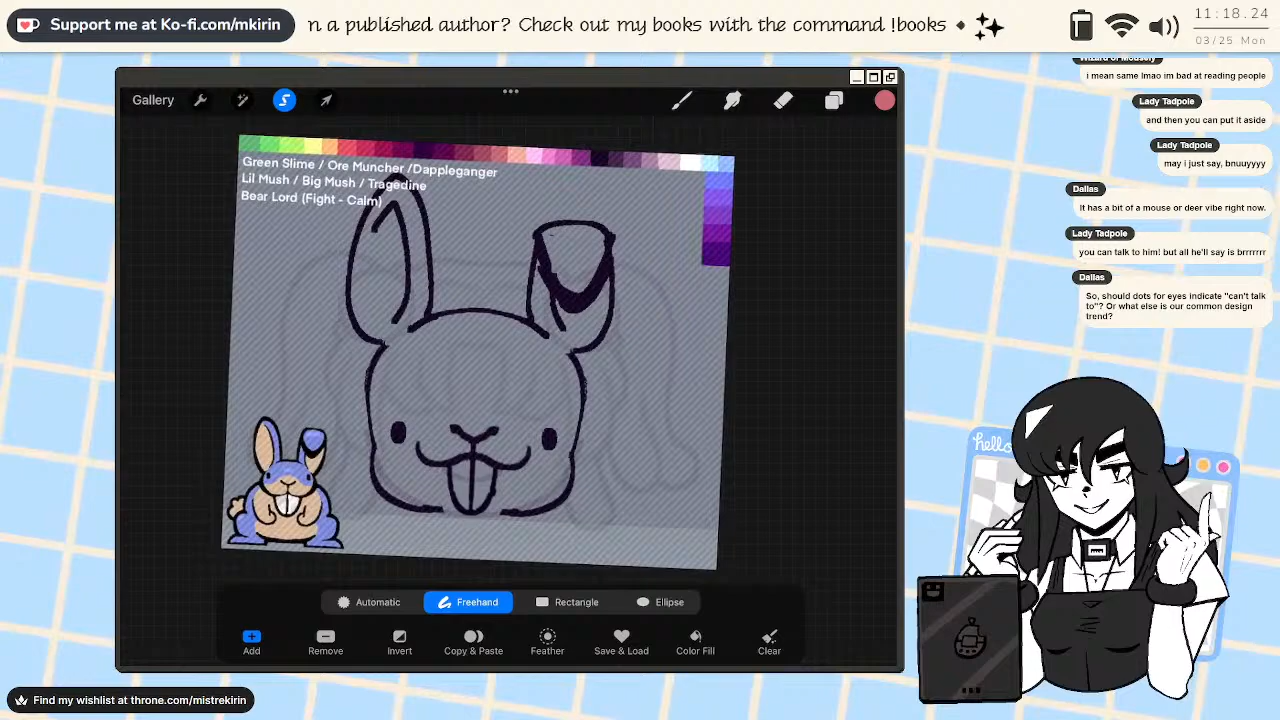 Support me at Ko-fi.com/mkirin
n a published author? Check out my books with the command !books
11:18.24
03/25 Mon
Gallery
Green Slime / Ore Muncher /Dappleganger
Lil Mush / Big Mush / Tragedine
Bear Lord (Fight - Calm)
Automatic
Freehand
Rectangle
Ellipse
Add
Remove
Invert
Copy & Paste
Feather
Save & Load
Color Fill
Clear
i mean same lmao im bad at reading people
Lady Tadpole
and then you can put it aside
Lady Tadpole
may i just say, bnuuyyyy
Dallas
It has a bit of a mouse or deer vibe right now.
Lady Tadpole
you can talk to him! but all he'll say is brrrrrrr
Dallas
So, should dots for eyes indicate "can't talk
to"? Or what else is our common design
trend?
hello
Find my wishlist at throne.com/mistrekirin